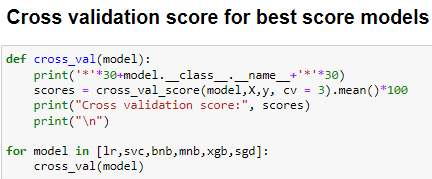 Cross validation score for best score models
def cross_val(model):
    print('*'*30+model.__class__.__name__+'*'*30)
    scores = cross_val_score(model,X,y, cv = 3).mean()*100
    print("Cross validation score:", scores)
    print("\n")
for model in [lr,svc,bnb,mnb,xgb,sgd]:
    cross_val(model)